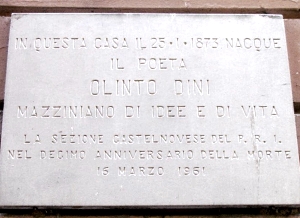 IN QUESTA CASA IL 25·1·1873 NACQUE
IL POETA
OLINTO DINI
MAZZINIANO DI IDEE E DI VITA
LA SEZIONE CASTELNOVESE DEL P. R. I.
NEL DECIMO ANNIVERSARIO DELLA MORTE
15 MARZO 1961